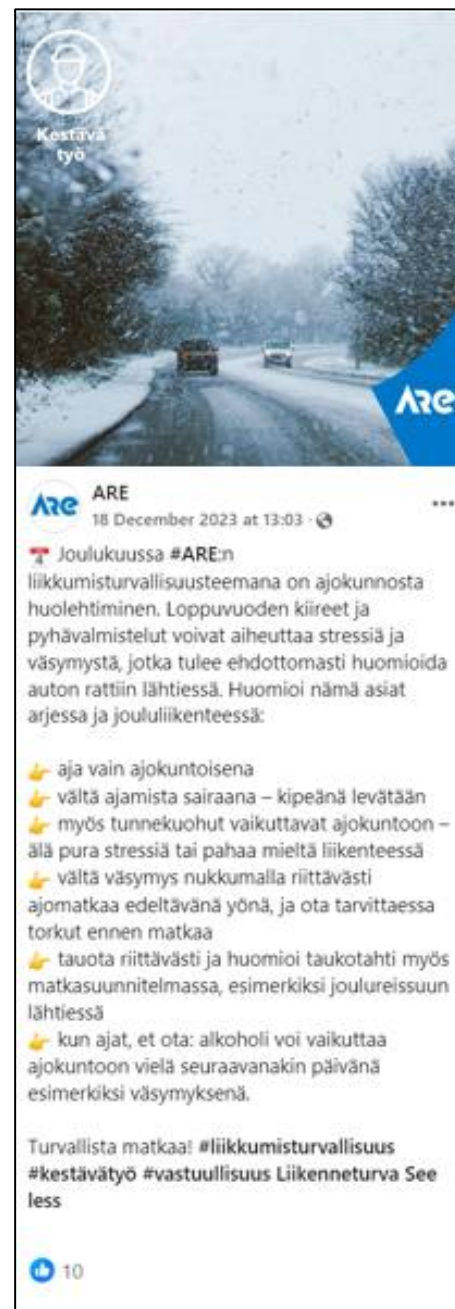 Kestävä
työ
ARE
ARE
ARE
18 December 2023 at 13:03 ·
Joulukuussa #ARE:n
liikkumisturvallisuusteemana on ajokunnosta
huolehtiminen. Loppuvuoden kiireet ja
pyhävalmistelut voivat aiheuttaa stressiä ja
väsymystä, jotka tulee ehdottomasti huomioida
auton rattiin lähtiessä. Huomioi nämä asiat
arjessa ja joululiikenteessä:
👉 aja vain ajokuntoisena
👉 vältä ajamista sairaana – kipeänä levätään
👉 myös tunnekuohut vaikuttavat ajokuntoon –
älä pura stressiä tai pahaa mieltä liikenteessä
👉 vältä väsymys nukkumalla riittävästi
ajomatkaa edeltävänä yönä, ja ota tarvittaessa
torkut ennen matkaa
👉 tauota riittävästi ja huomioi taukotahti myös
matkasuunnitelmassa, esimerkiksi joulureissuun
lähtiessä
👉 kun ajat, et ota: alkoholi voi vaikuttaa
ajokuntoon vielä seuraavanakin päivänä
esimerkiksi väsymyksenä.
Turvallista matkaa! #liikkumisturvallisuus
#kestävätyö #vastuullisuus Liikenneturva See
less
10